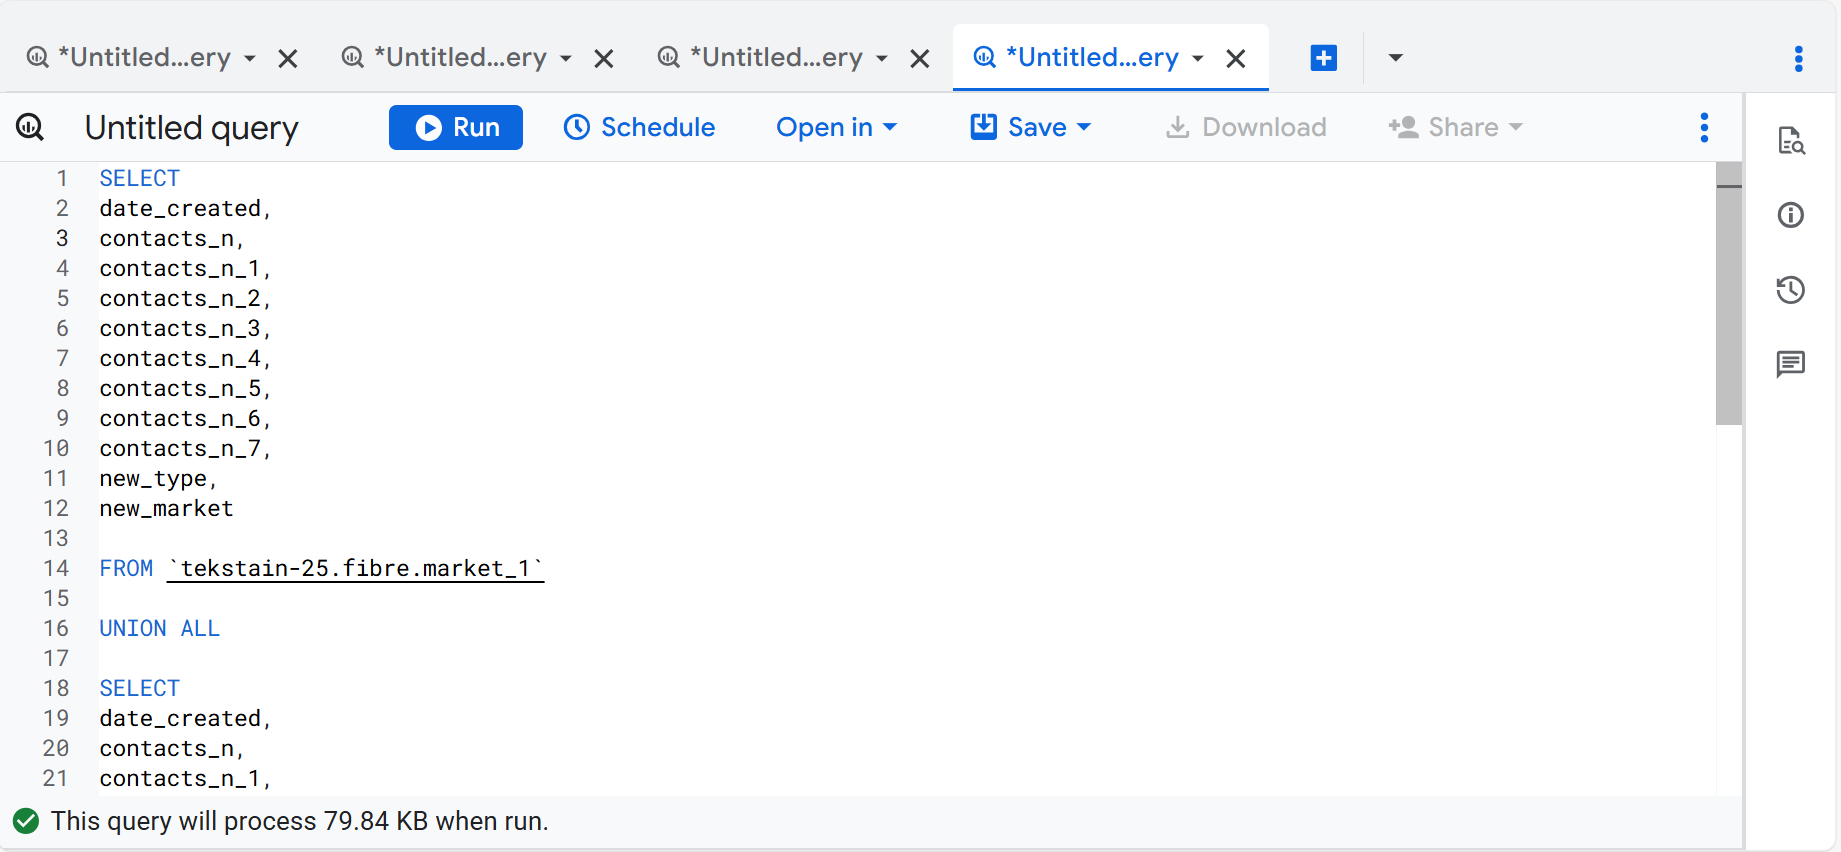 *Untitled...ery *Untitled...ery *Untitled...ery *Untitled...ery
Untitled query Run Schedule Open in Save Download Share
1 SELECT
2 date_created,
3 contacts_n,
4 contacts_n_1,
5 contacts_n_2,
6 contacts_n_3,
7 contacts_n_4,
8 contacts_n_5,
9 contacts_n_6,
10 contacts_n_7,
11 new_type,
12 new_market
13
14 FROM `tekstain-25.fibre.market_1`
15
16 UNION ALL
17
18 SELECT
19 date_created,
20 contacts_n,
21 contacts_n_1,
This query will process 79.84 KB when run.